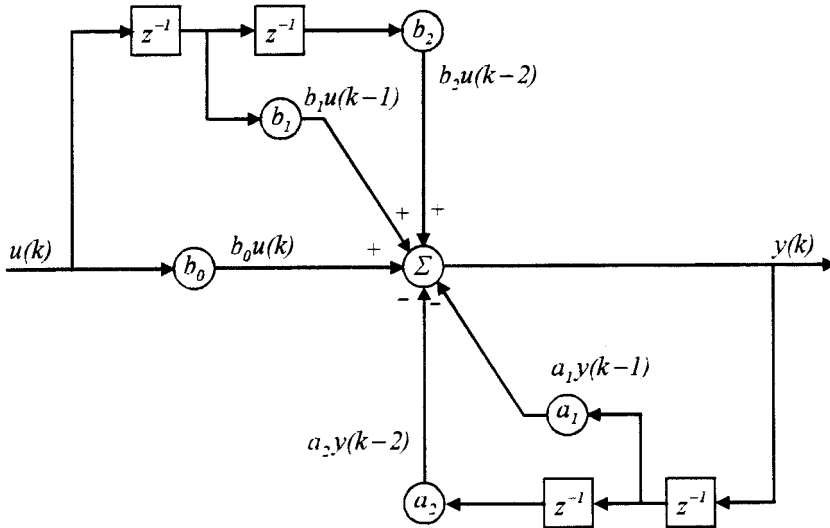 z⁻¹
z⁻¹
b₂
b₂u(k−2)
b₁u(k−1)
b₁
+
+
u(k)
b₀
b₀u(k)
+
Σ
y(k)
-
-
a₁y(k−1)
a₁
a₂y(k−2)
a₂
z⁻¹
z⁻¹